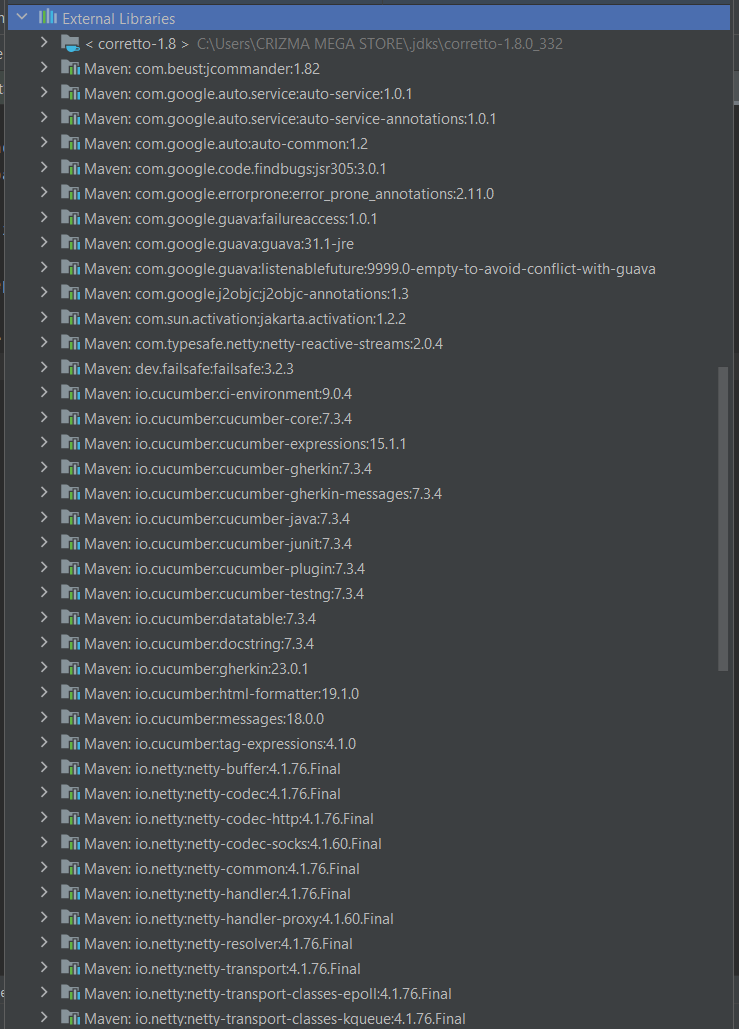 External Libraries
< corretto-1.8 > C:\Users\CRIZMA MEGA STORE\.jdks\corretto-1.8.0_332
Maven: com.beust:jcommander:1.82
Maven: com.google.auto.service:auto-service:1.0.1
Maven: com.google.auto.service:auto-service-annotations:1.0.1
Maven: com.google.auto:auto-common:1.2
Maven: com.google.code.findbugs:jsr305:3.0.1
Maven: com.google.errorprone:error_prone_annotations:2.11.0
Maven: com.google.guava:failureaccess:1.0.1
Maven: com.google.guava:guava:31.1-jre
Maven: com.google.guava:listenablefuture:9999.0-empty-to-avoid-conflict-with-guava
Maven: com.google.j2objc:j2objc-annotations:1.3
Maven: com.sun.activation:jakarta.activation:1.2.2
Maven: com.typesafe.netty:netty-reactive-streams:2.0.4
Maven: dev.failsafe:failsafe:3.2.3
Maven: io.cucumber:ci-environment:9.0.4
Maven: io.cucumber:cucumber-core:7.3.4
Maven: io.cucumber:cucumber-expressions:15.1.1
Maven: io.cucumber:cucumber-gherkin:7.3.4
Maven: io.cucumber:cucumber-gherkin-messages:7.3.4
Maven: io.cucumber:cucumber-java:7.3.4
Maven: io.cucumber:cucumber-junit:7.3.4
Maven: io.cucumber:cucumber-plugin:7.3.4
Maven: io.cucumber:cucumber-testng:7.3.4
Maven: io.cucumber:datatable:7.3.4
Maven: io.cucumber:docstring:7.3.4
Maven: io.cucumber:gherkin:23.0.1
Maven: io.cucumber:html-formatter:19.1.0
Maven: io.cucumber:messages:18.0.0
Maven: io.cucumber:tag-expressions:4.1.0
Maven: io.netty:netty-buffer:4.1.76.Final
Maven: io.netty:netty-codec:4.1.76.Final
Maven: io.netty:netty-codec-http:4.1.76.Final
Maven: io.netty:netty-codec-socks:4.1.60.Final
Maven: io.netty:netty-common:4.1.76.Final
Maven: io.netty:netty-handler:4.1.76.Final
Maven: io.netty:netty-handler-proxy:4.1.60.Final
Maven: io.netty:netty-resolver:4.1.76.Final
Maven: io.netty:netty-transport:4.1.76.Final
Maven: io.netty:netty-transport-classes-epoll:4.1.76.Final
Maven: io.netty:netty-transport-classes-kqueue:4.1.76.Final